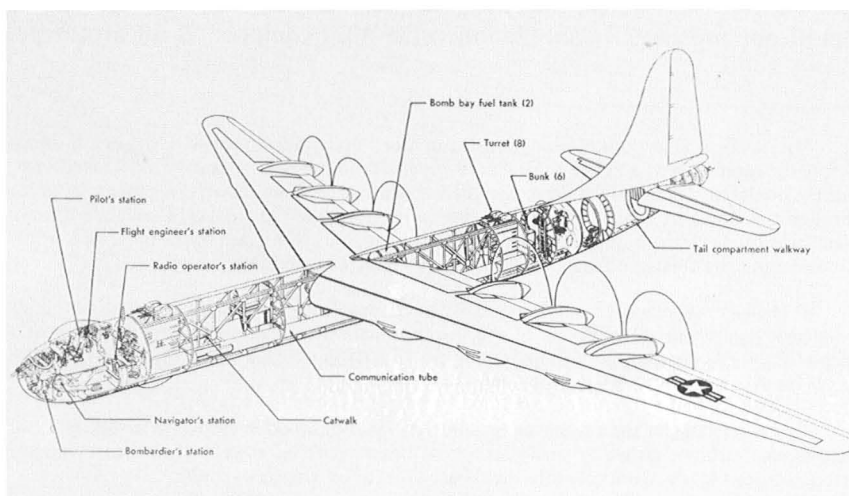 Bomb bay fuel tank (2)
Turret (8)
Bunk (6)
Pilot's station
Flight engineer's station
Radio operator's station
Tail compartment walkway
Communication tube
Navigator's station
Catwalk
Bombardier's station